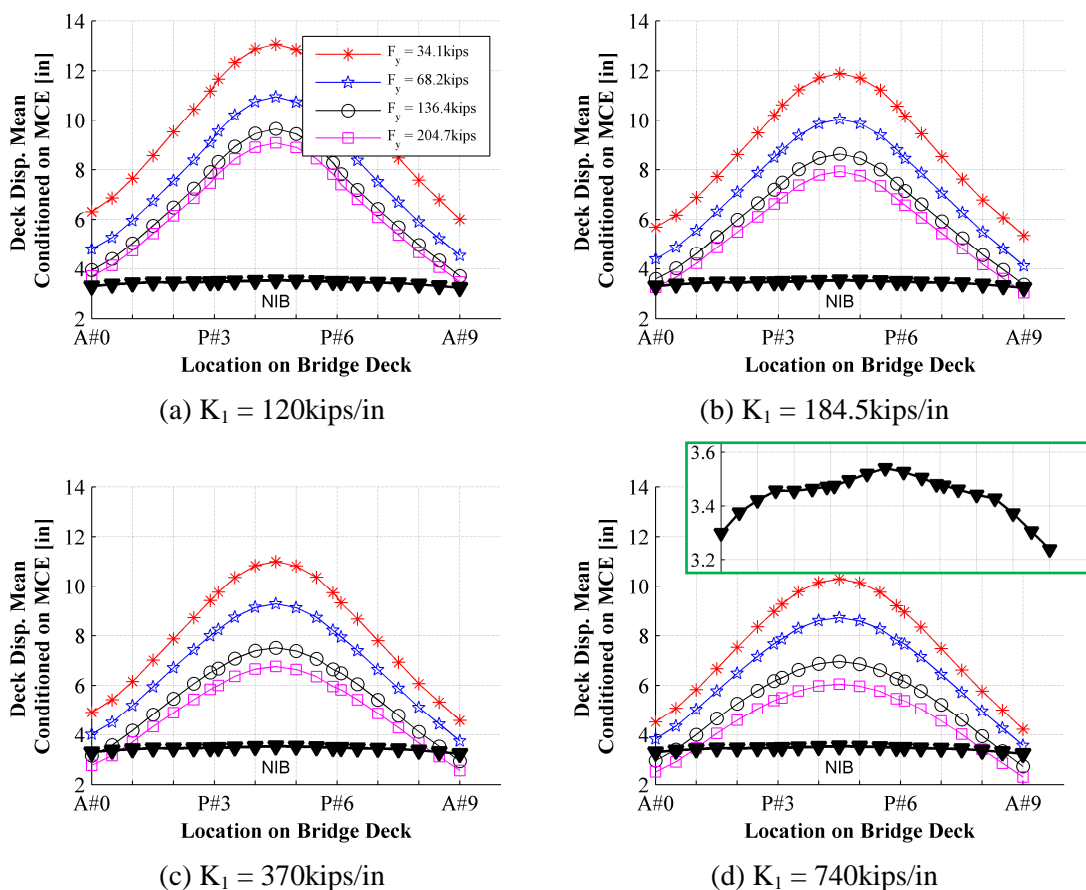 14
12
10
8
6
4
2
Deck Disp. Mean
Conditioned on MCE [in]
F_y = 34.1kips
F_y = 68.2kips
F_y = 136.4kips
F_y = 204.7kips
NIB
A#0 P#3 P#6 A#9
Location on Bridge Deck
(a) K₁ = 120kips/in
14
12
10
8
6
4
2
Deck Disp. Mean
Conditioned on MCE [in]
NIB
A#0 P#3 P#6 A#9
Location on Bridge Deck
(b) K₁ = 184.5kips/in
14
12
10
8
6
4
2
Deck Disp. Mean
Conditioned on MCE [in]
NIB
A#0 P#3 P#6 A#9
Location on Bridge Deck
(c) K₁ = 370kips/in
3.6
3.4
3.2
14
12
10
8
6
4
2
Deck Disp. Mean
Conditioned on MCE [in]
NIB
A#0 P#3 P#6 A#9
Location on Bridge Deck
(d) K₁ = 740kips/in